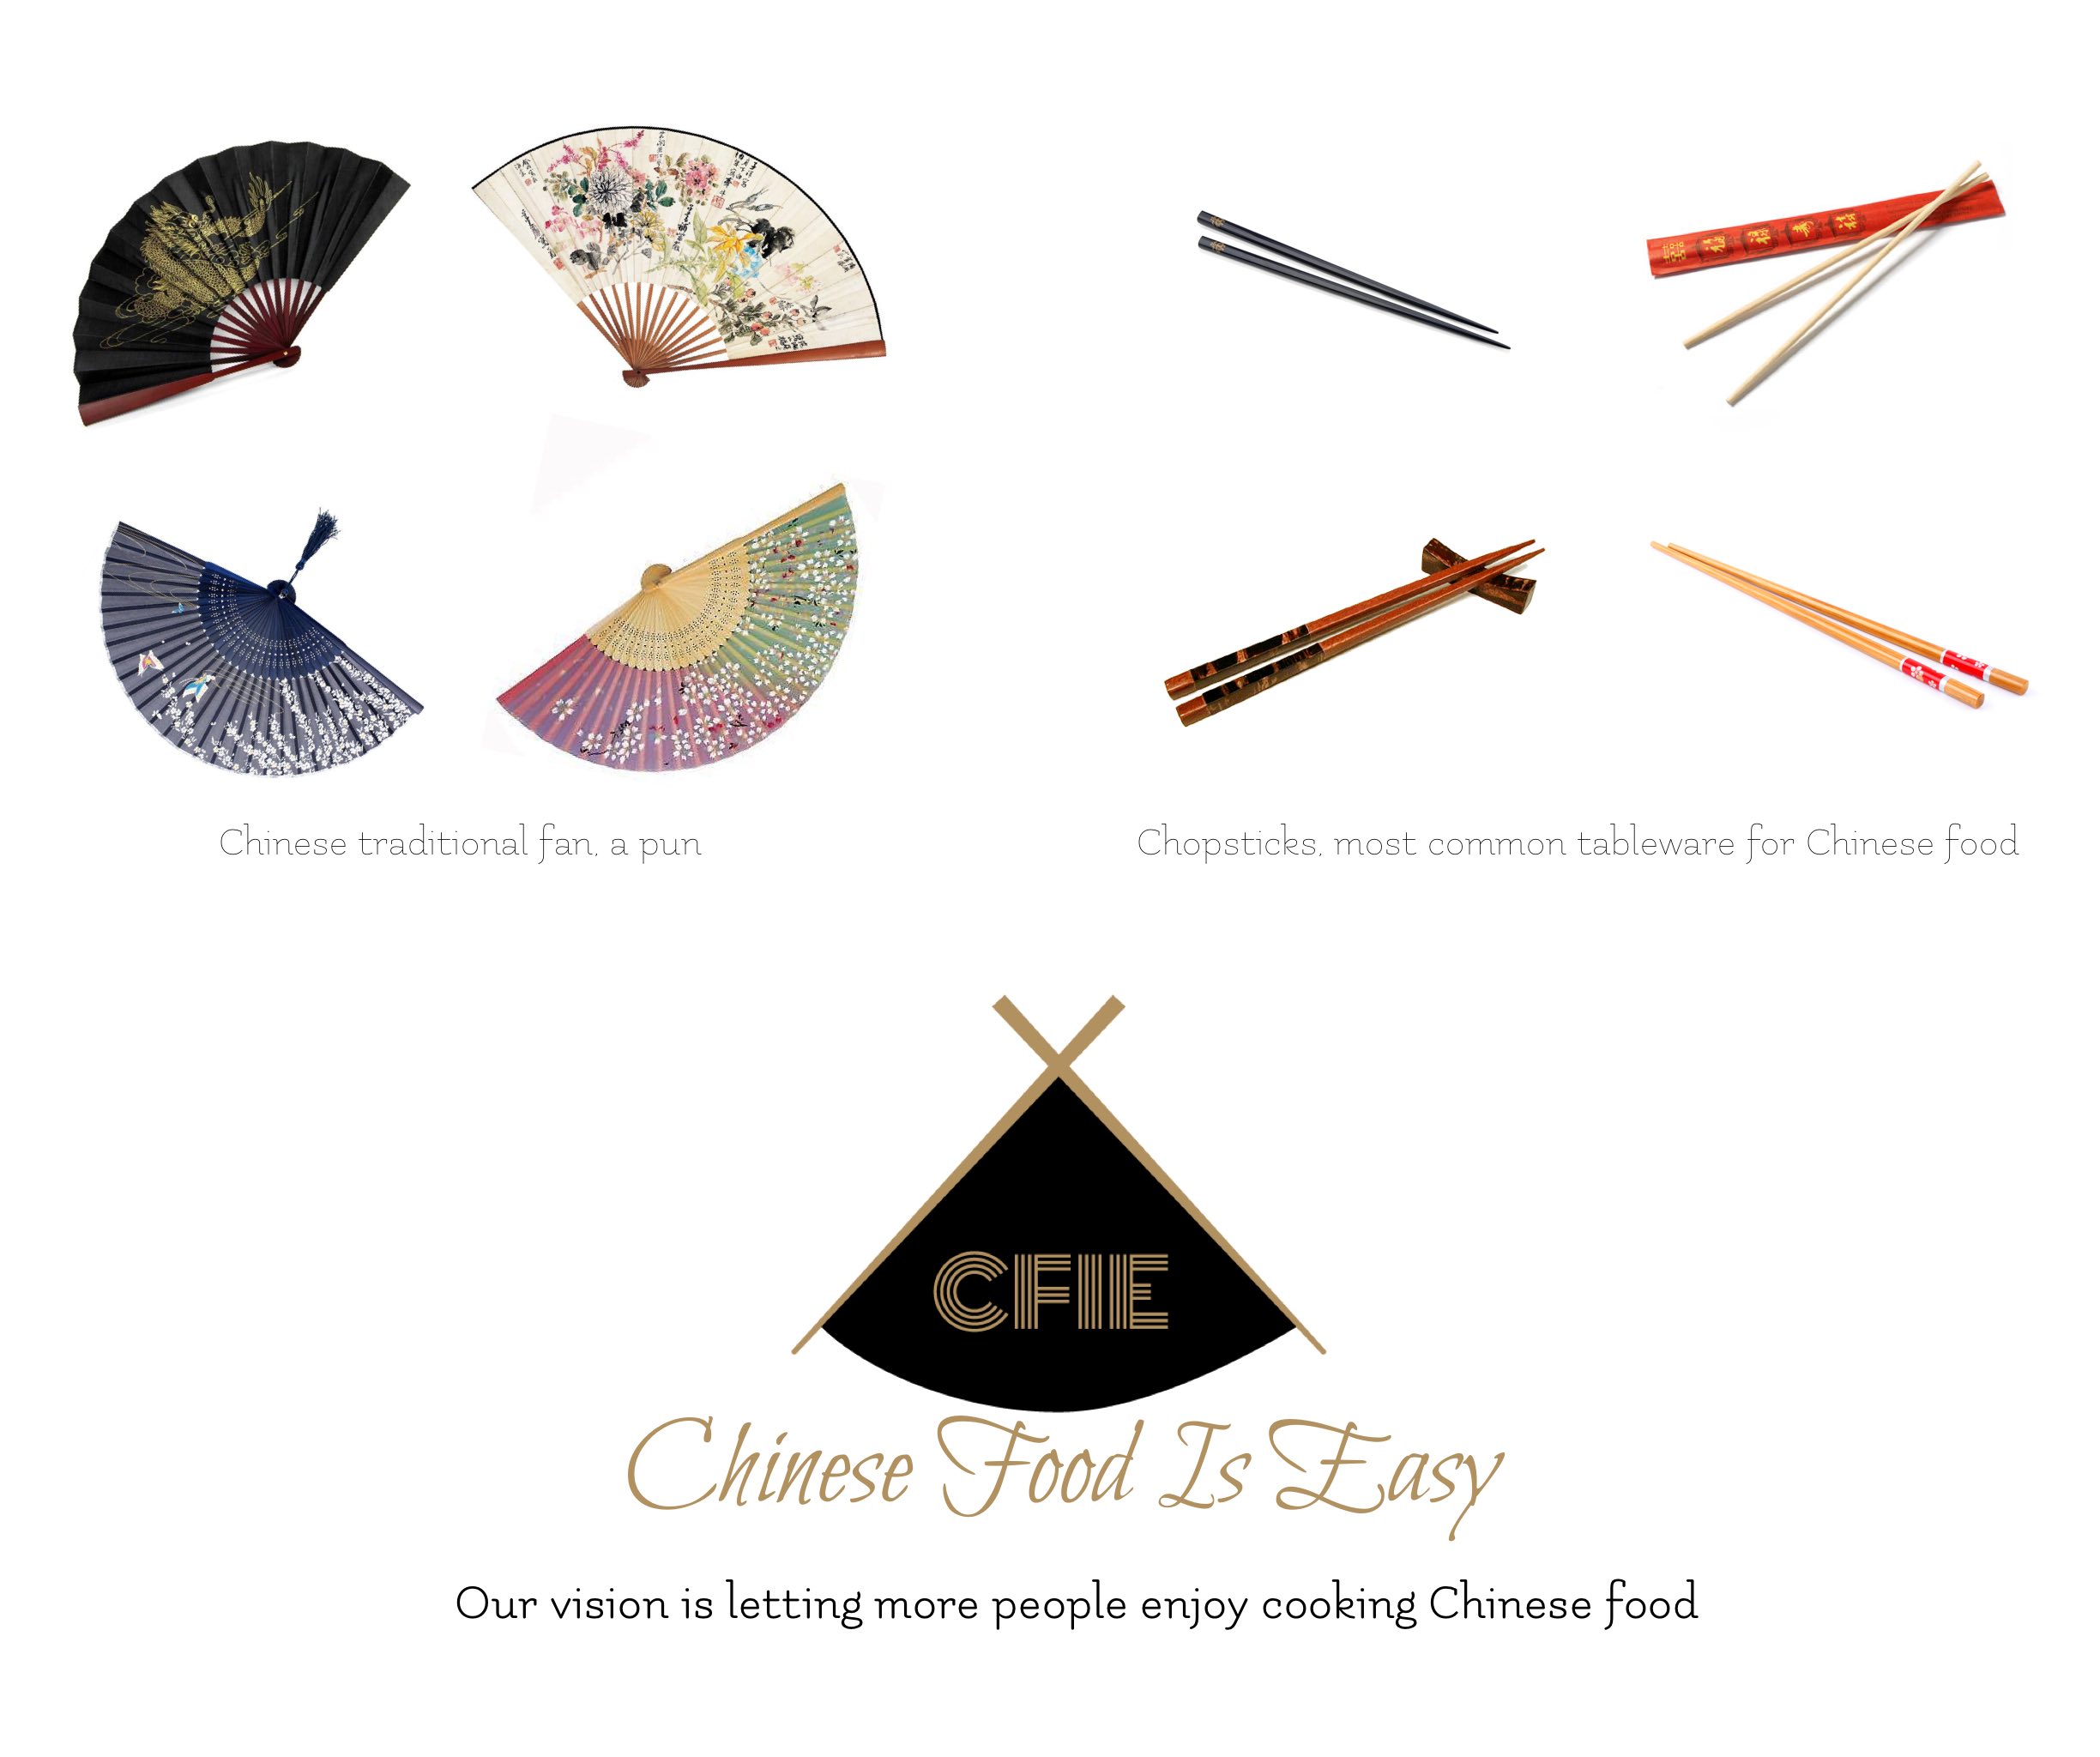 Chinese traditional fan, a pun
Chopsticks, most common tableware for Chinese food
CFIE
Chinese Food Is Easy
Our vision is letting more people enjoy cooking Chinese food